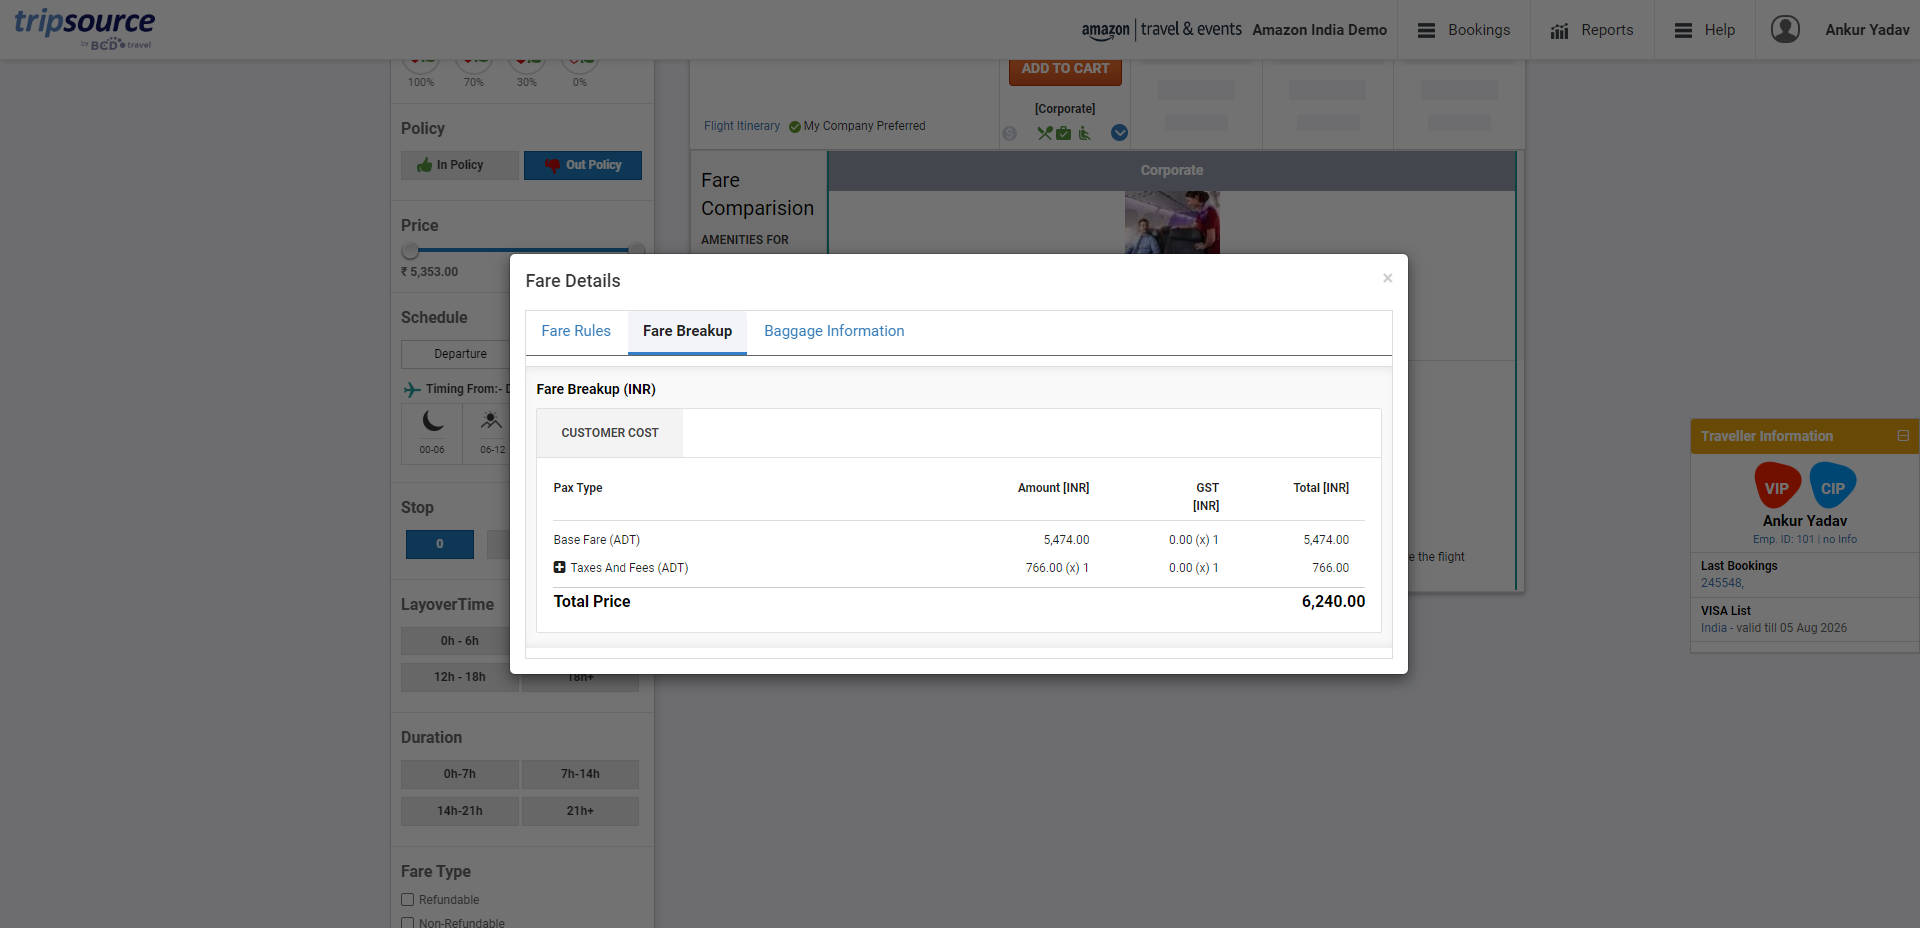 tripsource
by BCD travel
amazon travel & events
Amazon India Demo
Bookings
Reports
Help
Ankur Yadav
100%
70%
30%
0%
Policy
In Policy
Out Policy
Price
₹ 5,353.00
Schedule
Departure
Timing From:- D
00-06
06-12
Stop
0
LayoverTime
0h - 6h
12h - 18h
18h+
Duration
0h-7h
7h-14h
14h-21h
21h+
Fare Type
Refundable
Non-Refundable
ADD TO CART
[Corporate]
Flight Itinerary
My Company Preferred
Fare
Comparision
AMENITIES FOR
Corporate
e the flight
Fare Details
×
Fare Rules
Fare Breakup
Baggage Information
Fare Breakup (INR)
CUSTOMER COST
Pax Type Amount [INR] GST [INR] Total [INR]
Base Fare (ADT) 5,474.00 0.00 (x) 1 5,474.00
Taxes And Fees (ADT) 766.00 (x) 1 0.00 (x) 1 766.00
Total Price 6,240.00
Traveller Information
VIP
CIP
Ankur Yadav
Emp. ID: 101 | no Info
Last Bookings
245548,
VISA List
India - valid till 05 Aug 2026